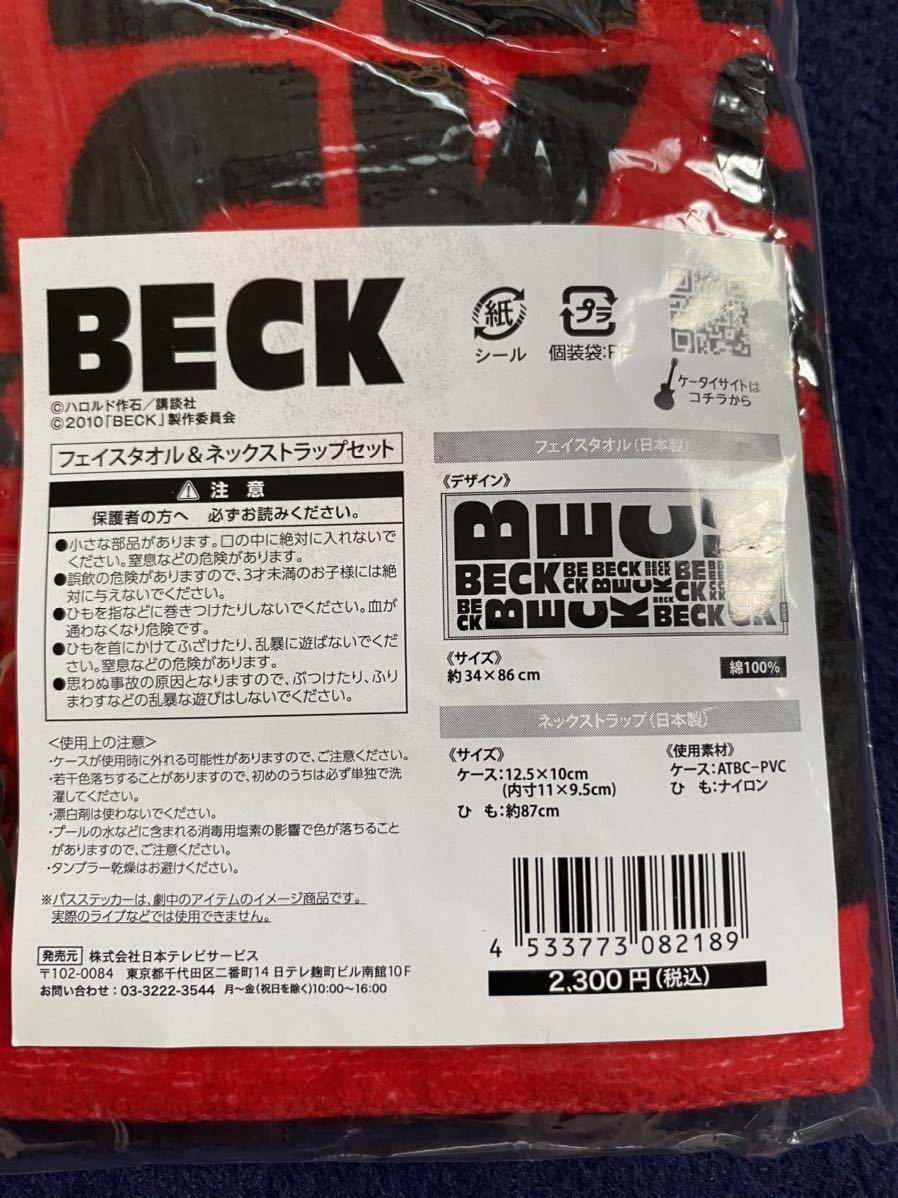 BECK
©ハロルド作石／講談社
©2010「BECK」製作委員会
フェイスタオル＆ネックストラップセット
注 意
保護者の方へ 必ずお読みください。
●小さな部品があります。口の中に絶対に入れないで
ください。窒息などの危険があります。
●誤飲の危険がありますので、3才未満のお子様には絶
対に与えないでください。
●ひもを指などに巻きつけたりしないでください。血が
通わなくなり危険です。
●ひもを首にかけてふざけたり、乱暴に遊ばないでくだ
さい。窒息などの危険があります。
●思わぬ事故の原因となりますので、ぶつけたり、ふり
まわすなどの乱暴な遊びはしないでください。
＜使用上の注意＞
・ケースが使用時に外れる可能性がありますので、ご注意ください。
・若干色落ちすることがありますので、初めのうちは必ず単独で洗
濯してください。
・漂白剤は使わないでください。
・プールの水などに含まれる消毒用塩素の影響で色が落ちること
がありますので、ご注意ください。
・タンブラー乾燥はお避けください。
※パスステッカーは、劇中のアイテムのイメージ商品です。
実際のライブなどでは使用できません。
発売元 株式会社日本テレビサービス
〒102-0084 東京都千代田区二番町14 日テレ麹町ビル南館10F
お問い合わせ：03-3222-3544 月～金（祝日を除く）10:00～16:00
紙
シール
プラ
個装袋：PP
ケータイサイトは
コチラから
フェイスタオル（日本製）
《デザイン》
BECK
BECK BECK BECK
BECK
《サイズ》
約34×86cm
綿100%
ネックストラップ（日本製）
《サイズ》
ケース：12.5×10cm
（内寸11×9.5cm）
ひ も：約87cm
《使用素材》
ケース：ATBC-PVC
ひ も：ナイロン
4 533773 082189
2,300円（税込）